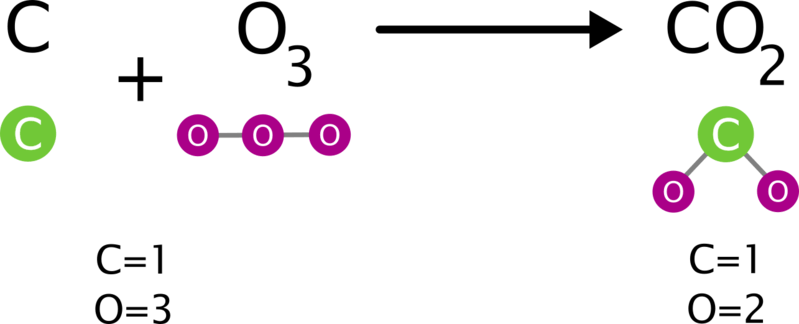 C + O₃ CO₂
C O O O C O O
C=1 C=1
O=3 O=2